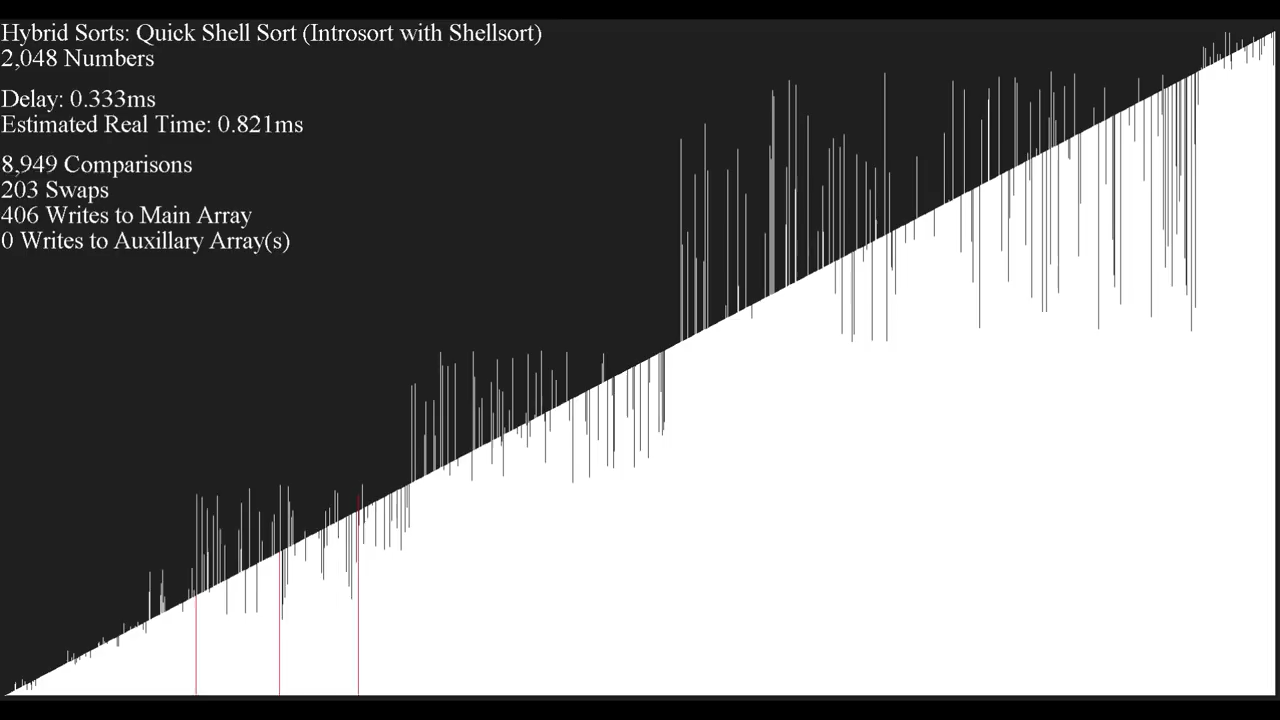 Hybrid Sorts: Quick Shell Sort (Introsort with Shellsort)
2,048 Numbers
Delay: 0.333ms
Estimated Real Time: 0.821ms
8,949 Comparisons
203 Swaps
406 Writes to Main Array
0 Writes to Auxillary Array(s)